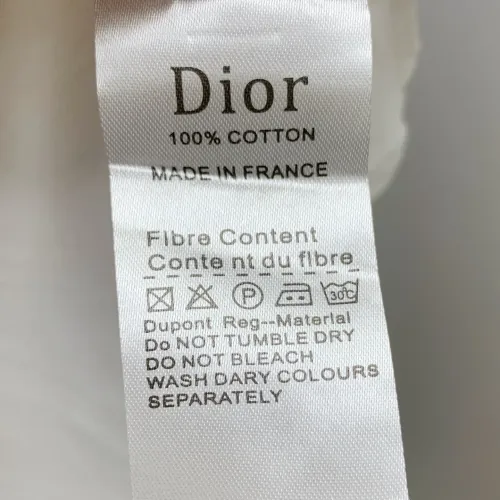 Dior
100% COTTON
MADE IN FRANCE
FIbre Content
Conte nt du fIbre
P 30C
Dupont Reg--Material
Do NOT TUMBLE DRY
DO NOT BLEACH
WASH DARY COLOURS
SEPARATELY